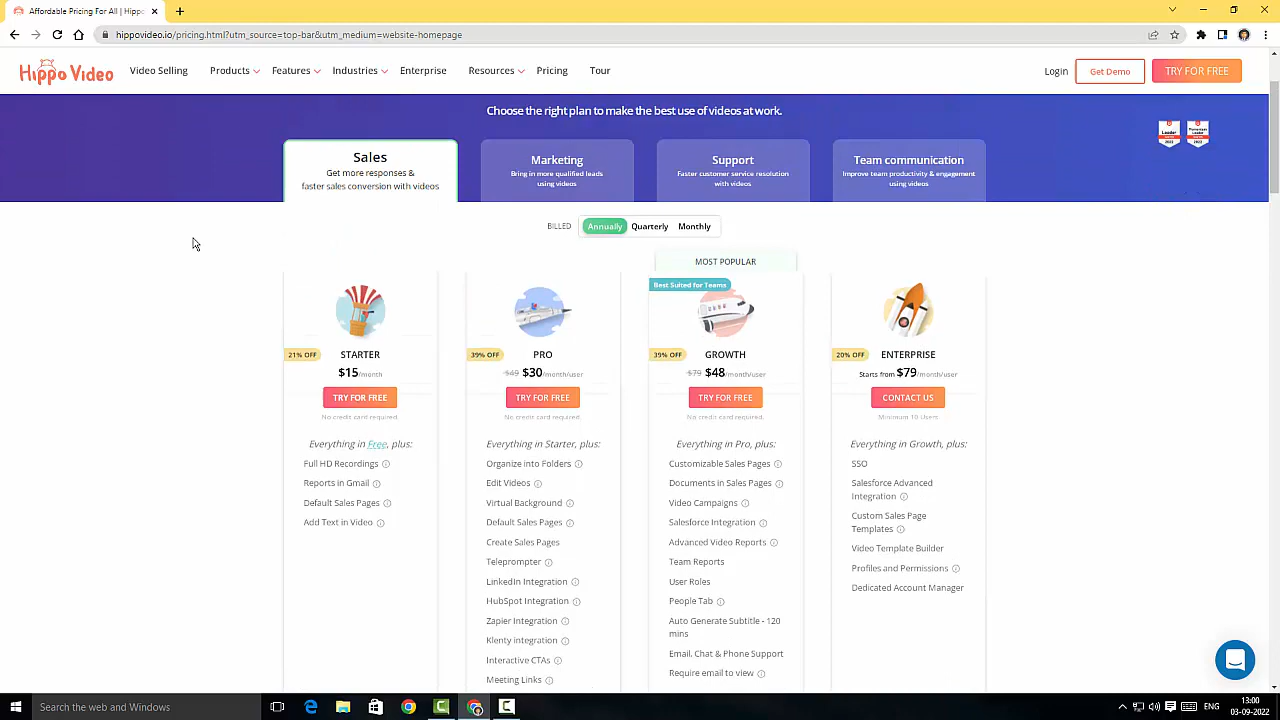 Affordable Pricing For All | Hipp
hippovideo.io/pricing.html?utm_source=top-bar&utm_medium=website-homepage
Hippo Video
Video Selling
Products
Features
Industries
Enterprise
Resources
Pricing
Tour
Login
Get Demo
TRY FOR FREE
Choose the right plan to make the best use of videos at work.
Sales
Get more responses &
faster sales conversion with videos
Marketing
Bring in more qualified leads
using videos
Support
Faster customer service resolution
with videos
Team communication
Improve team productivity & engagement
using videos
Leader
2022
Momentum
Leader
2022
BILLED
Annually
Quarterly
Monthly
21% OFF
STARTER
$15/month
TRY FOR FREE
No credit card required.
Everything in Free, plus:
Full HD Recordings
Reports in Gmail
Default Sales Pages
Add Text in Video
39% OFF
PRO
$49 $30/month/user
TRY FOR FREE
No credit card required.
Everything in Starter, plus:
Organize into Folders
Edit Videos
Virtual Background
Default Sales Pages
Create Sales Pages
Teleprompter
LinkedIn Integration
HubSpot Integration
Zapier Integration
Klenty integration
Interactive CTAs
Meeting Links
MOST POPULAR
Best Suited for Teams
39% OFF
GROWTH
$79 $48/month/user
TRY FOR FREE
No credit card required.
Everything in Pro, plus:
Customizable Sales Pages
Documents in Sales Pages
Video Campaigns
Salesforce Integration
Advanced Video Reports
Team Reports
User Roles
People Tab
Auto Generate Subtitle - 120
mins
Email, Chat & Phone Support
Require email to view
20% OFF
ENTERPRISE
Starts from $79/month/user
CONTACT US
Minimum 10 Users
Everything in Growth, plus:
SSO
Salesforce Advanced
Integration
Custom Sales Page
Templates
Video Template Builder
Profiles and Permissions
Dedicated Account Manager
Search the web and Windows
ENG
13:00
03-09-2022